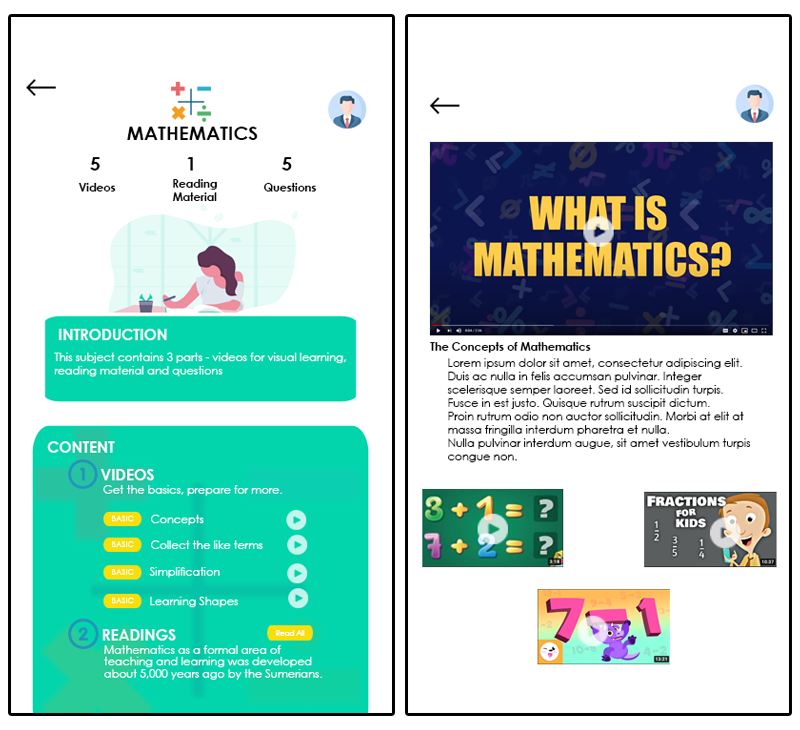 MATHEMATICS
5 1 5
Videos Reading Material Questions
INTRODUCTION
This subject contains 3 parts - videos for visual learning,
reading material and questions
CONTENT
1 VIDEOS
Get the basics, prepare for more.
BASIC Concepts
BASIC Collect the like terms
BASIC Simplification
BASIC Learning Shapes
2 READINGS Read All
Mathematics as a formal area of
teaching and learning was developed
about 5,000 years ago by the Sumerians.
WHAT IS
MATHEMATICS?
The Concepts of Mathematics
Lorem ipsum dolor sit amet, consectetur adipiscing elit.
Duis ac nulla in felis accumsan pulvinar. Integer
scelerisque semper laoreet. Sed id sollicitudin turpis.
Fusce in est justo. Quisque rutrum suscipit dictum.
Proin rutrum odio non auctor sollicitudin. Morbi at elit at
massa fringilla interdum pharetra et nulla.
Nulla pulvinar interdum augue, sit amet vestibulum turpis
congue non.
3 + 1 = ?
7 + 2 = ?
3:18
FRACTIONS
FOR
KIDS
1/2 3/5 1/4
10:37
7 - 1
13:21